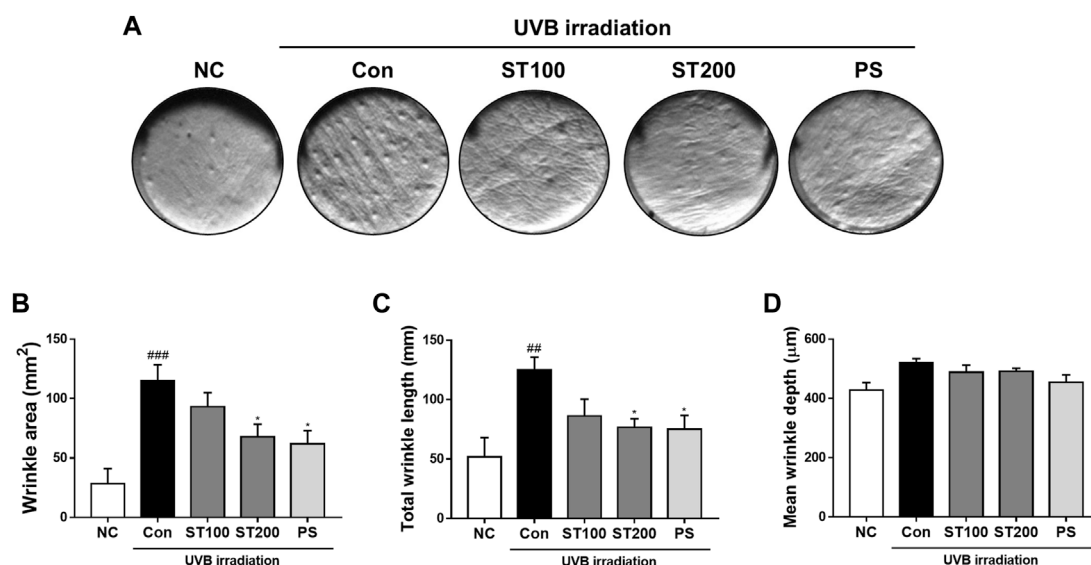 A
UVB irradiation
NC Con ST100 ST200 PS
B
Wrinkle area (mm²)
150
100
50
0
###
*
*
NC Con ST100 ST200 PS
UVB irradiation
C
Total wrinkle length (mm)
150
100
50
0
##
*
*
NC Con ST100 ST200 PS
UVB irradiation
D
Mean wrinkle depth (μm)
600
400
200
0
NC Con ST100 ST200 PS
UVB irradiation